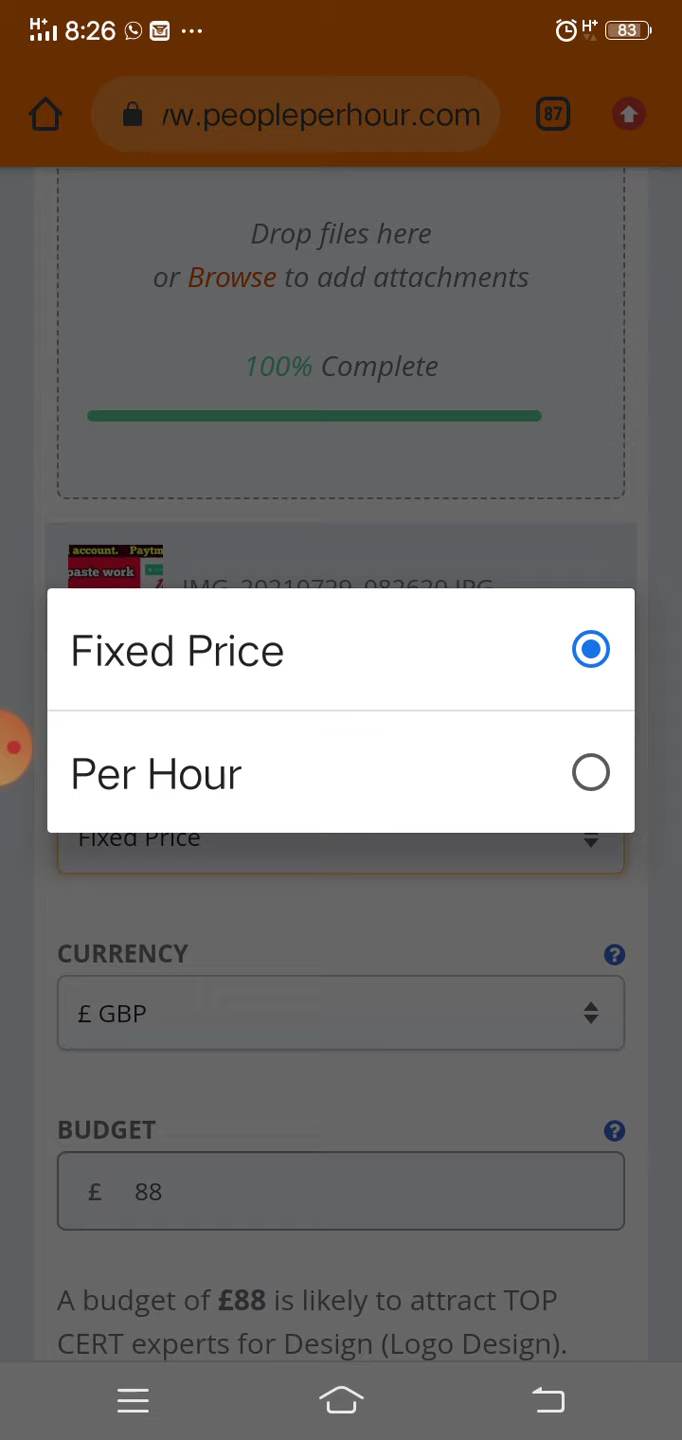 H+ 8:26 ... H+ 83
/w.peopleperhour.com 87
Drop files here
or Browse to add attachments
100% Complete
account. Paytm
paste work
IMG_20210729_082620.JPG
Fixed Price
Per Hour
Fixed Price
CURRENCY ?
£ GBP
BUDGET ?
£ 88
A budget of £88 is likely to attract TOP
CERT experts for Design (Logo Design).